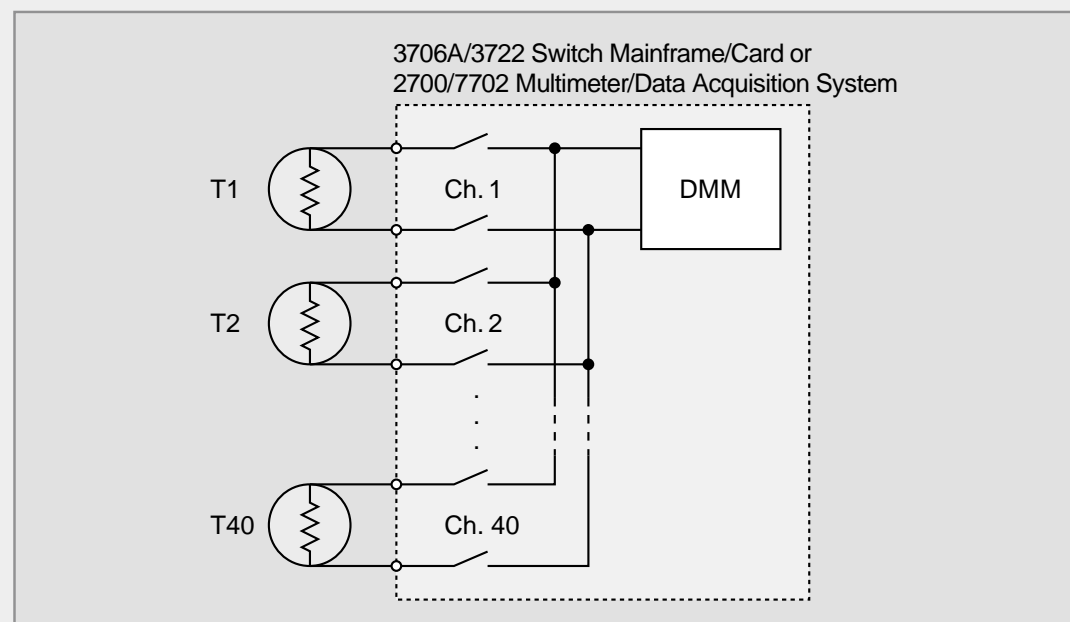 3706A/3722 Switch Mainframe/Card or
2700/7702 Multimeter/Data Acquisition System
T1
Ch. 1
DMM
T2
Ch. 2
.
.
.
T40
Ch. 40